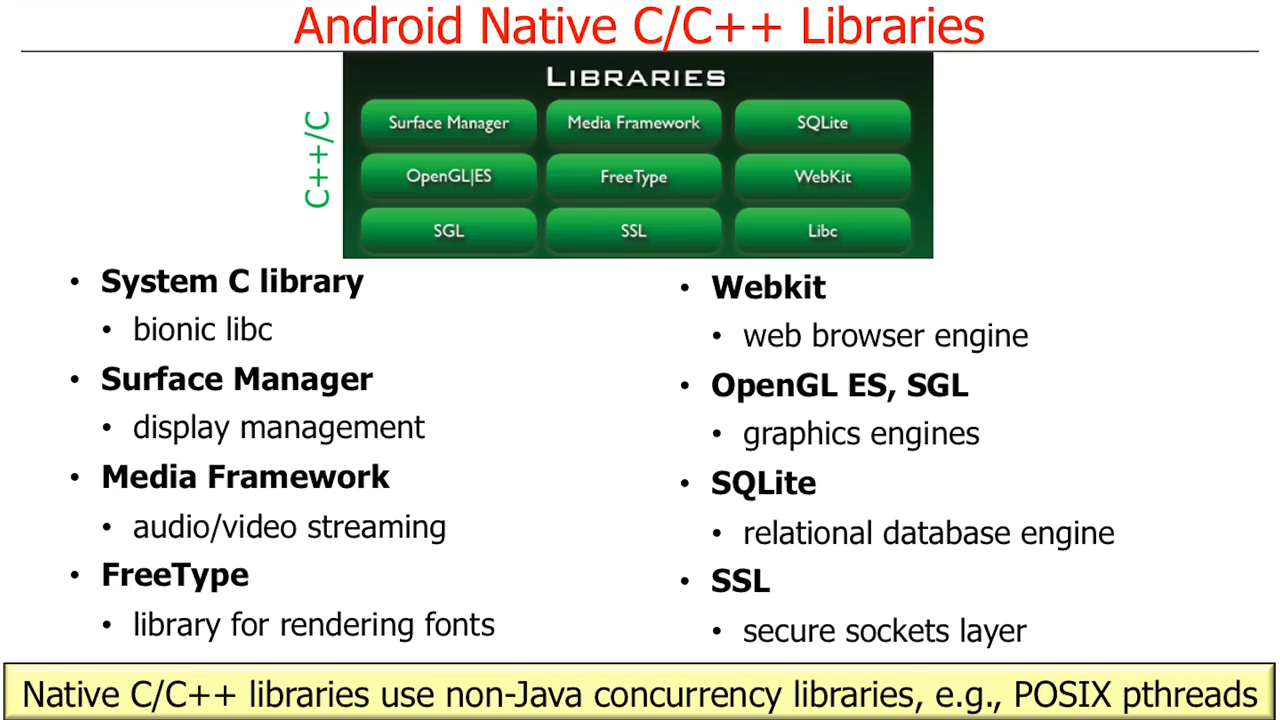 Android Native C/C++ Libraries
LIBRARIES
C++/C
Surface Manager
Media Framework
SQLite
OpenGL|ES
FreeType
WebKit
SGL
SSL
Libc
• System C library
• bionic libc
• Surface Manager
• display management
• Media Framework
• audio/video streaming
• FreeType
• library for rendering fonts
• Webkit
• web browser engine
• OpenGL ES, SGL
• graphics engines
• SQLite
• relational database engine
• SSL
• secure sockets layer
Native C/C++ libraries use non-Java concurrency libraries, e.g., POSIX pthreads